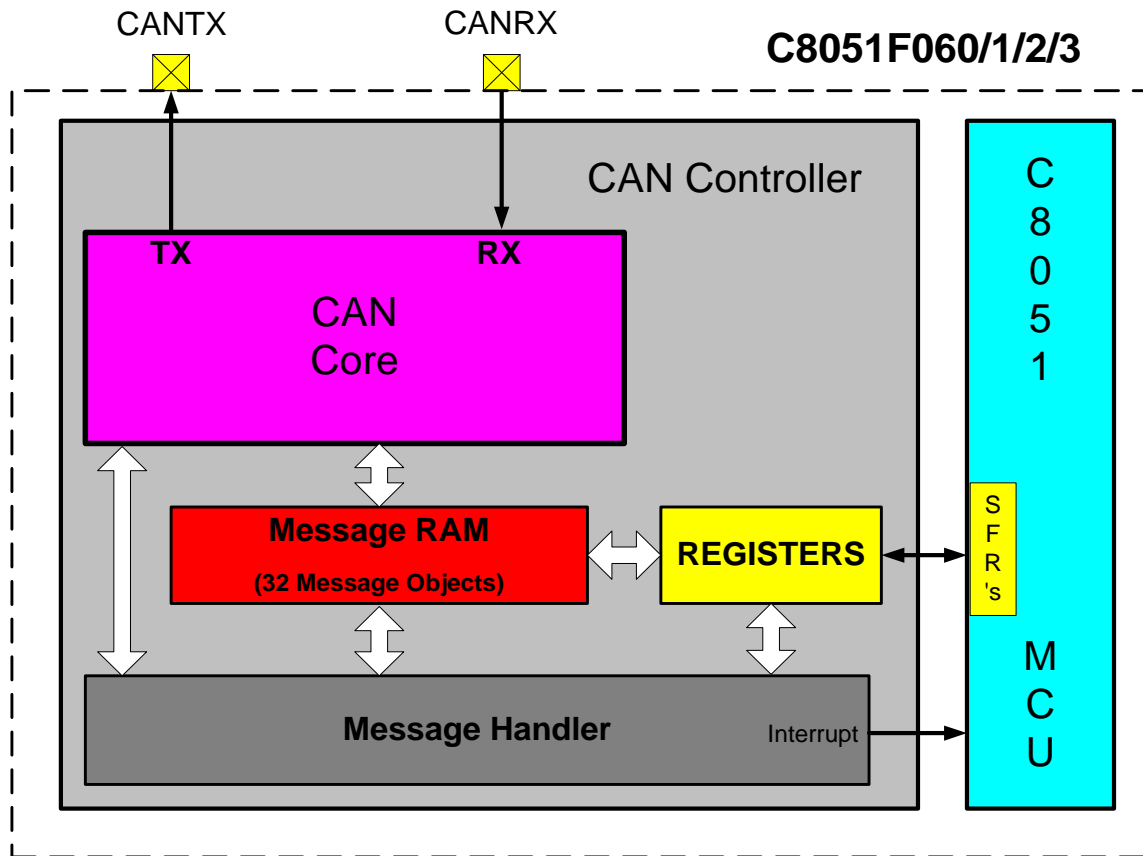 CANTX
CANRX
C8051F060/1/2/3
CAN Controller
TX
RX
CAN
Core
Message RAM
(32 Message Objects)
REGISTERS
Message Handler
Interrupt
C
8
0
5
1
S
F
R
's
M
C
U